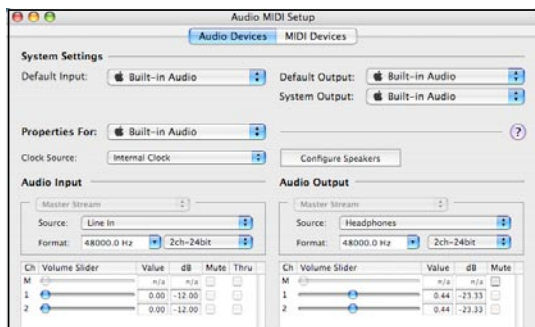 Audio MIDI Setup
Audio Devices MIDI Devices
System Settings
Default Input: Built-in Audio Default Output: Built-in Audio
System Output: Built-in Audio
Properties For: Built-in Audio ?
Clock Source: Internal Clock Configure Speakers
Audio Input Audio Output
Master Stream Master Stream
Source: Line In Source: Headphones
Format: 48000.0 Hz 2ch-24bit Format: 48000.0 Hz 2ch-24bit
Ch Volume Slider Value dB Mute Thru Ch Volume Slider Value dB Mute
M n/a n/a M n/a n/a
1 0.00 -12.00 1 0.44 -23.33
2 0.00 -12.00 2 0.44 -23.33